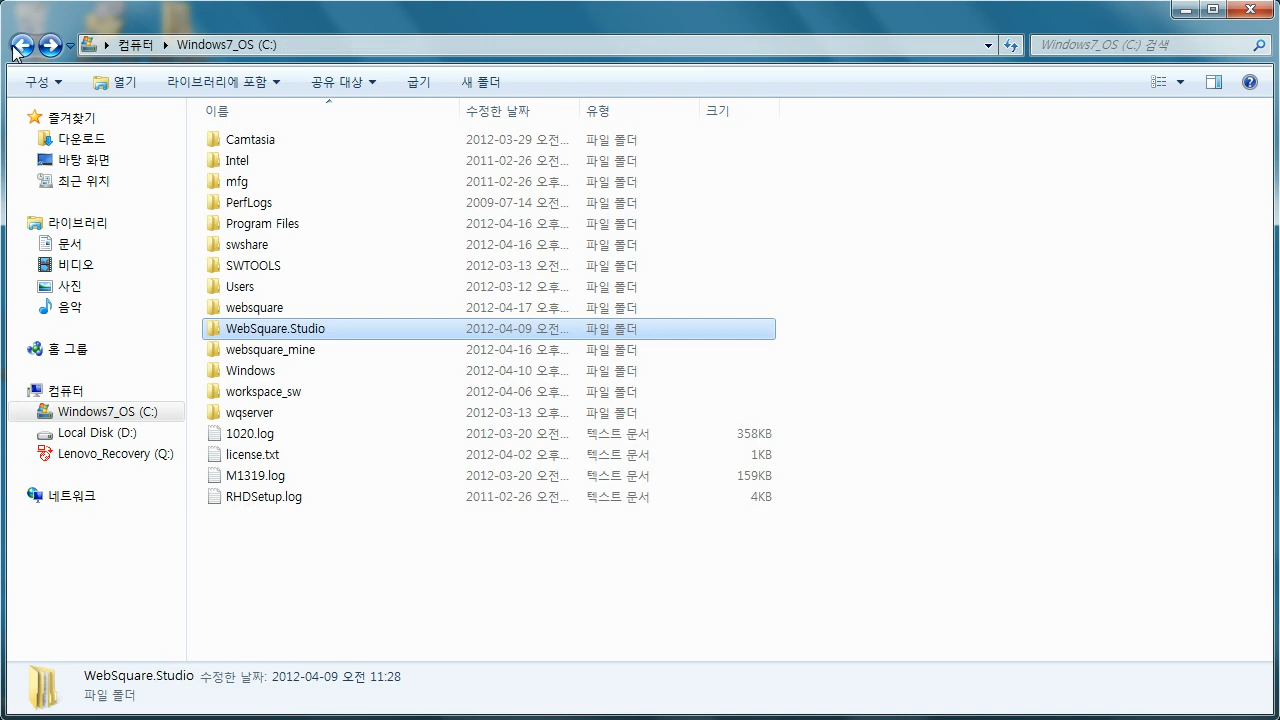 컴퓨터 Windows7_OS (C:) Windows7_OS (C:) 검색
구성 열기 라이브러리에 포함 공유 대상 굽기 새 폴더
이름 수정한 날짜 유형 크기
즐겨찾기
다운로드
바탕 화면
최근 위치
라이브러리
문서
비디오
사진
음악
홈 그룹
컴퓨터
Windows7_OS (C:)
Local Disk (D:)
Lenovo_Recovery (Q:)
네트워크
Camtasia 2012-03-29 오전... 파일 폴더
Intel 2011-02-26 오전... 파일 폴더
mfg 2011-02-26 오후... 파일 폴더
PerfLogs 2009-07-14 오전... 파일 폴더
Program Files 2012-04-16 오후... 파일 폴더
swshare 2012-04-16 오후... 파일 폴더
SWTOOLS 2012-03-13 오전... 파일 폴더
Users 2012-03-12 오후... 파일 폴더
websquare 2012-04-17 오후... 파일 폴더
WebSquare.Studio 2012-04-09 오전... 파일 폴더
websquare_mine 2012-04-16 오후... 파일 폴더
Windows 2012-04-10 오후... 파일 폴더
workspace_sw 2012-04-06 오후... 파일 폴더
wqserver 2012-03-13 오전... 파일 폴더
1020.log 2012-03-20 오전... 텍스트 문서 358KB
license.txt 2012-04-02 오후... 텍스트 문서 1KB
M1319.log 2012-03-20 오전... 텍스트 문서 159KB
RHDSetup.log 2011-02-26 오전... 텍스트 문서 4KB
WebSquare.Studio 수정한 날짜: 2012-04-09 오전 11:28
파일 폴더